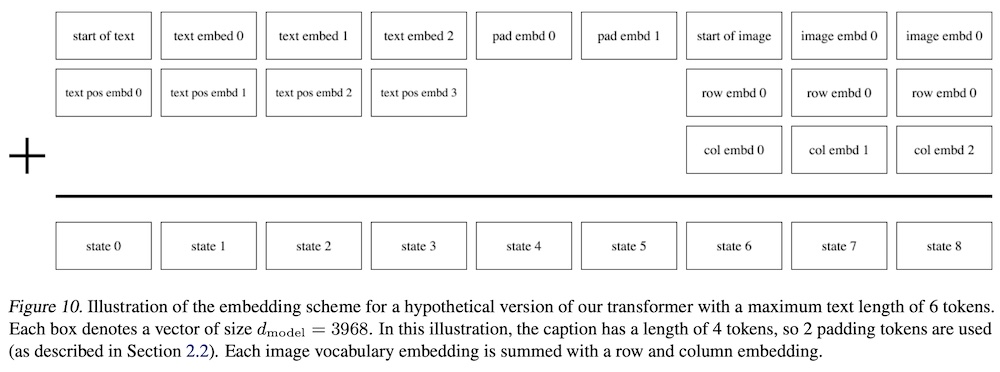 start of text text embed 0 text embed 1 text embed 2 pad embd 0 pad embd 1 start of image image embd 0 image embd 0
text pos embd 0 text pos embd 1 text pos embd 2 text pos embd 3 row embd 0 row embd 0 row embd 0
+ col embd 0 col embd 1 col embd 2
state 0 state 1 state 2 state 3 state 4 state 5 state 6 state 7 state 8
Figure 10. Illustration of the embedding scheme for a hypothetical version of our transformer with a maximum text length of 6 tokens.
Each box denotes a vector of size d_model = 3968. In this illustration, the caption has a length of 4 tokens, so 2 padding tokens are used
(as described in Section 2.2). Each image vocabulary embedding is summed with a row and column embedding.